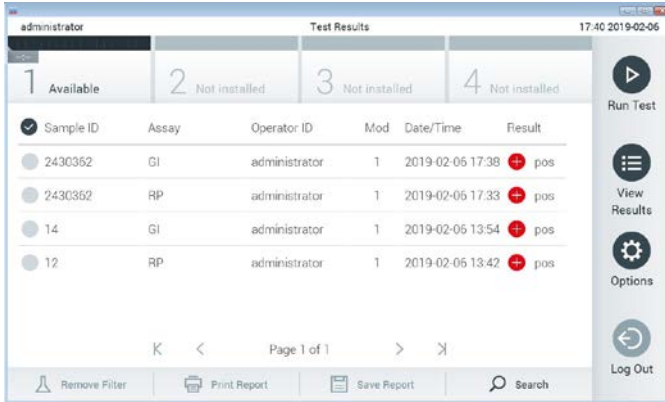 administrator Test Results 17:40 2019-02-06
1 Available 2 Not installed 3 Not installed 4 Not installed
Run Test
Sample ID Assay Operator ID Mod Date/Time Result
2430362 GI administrator 1 2019-02-06 17:38 pos
2430362 RP administrator 1 2019-02-06 17:33 pos
View
Results
14 GI administrator 1 2019-02-06 13:54 pos
12 RP administrator 1 2019-02-06 13:42 pos
Options
Page 1 of 1
Remove Filter Print Report Save Report Search
Log Out